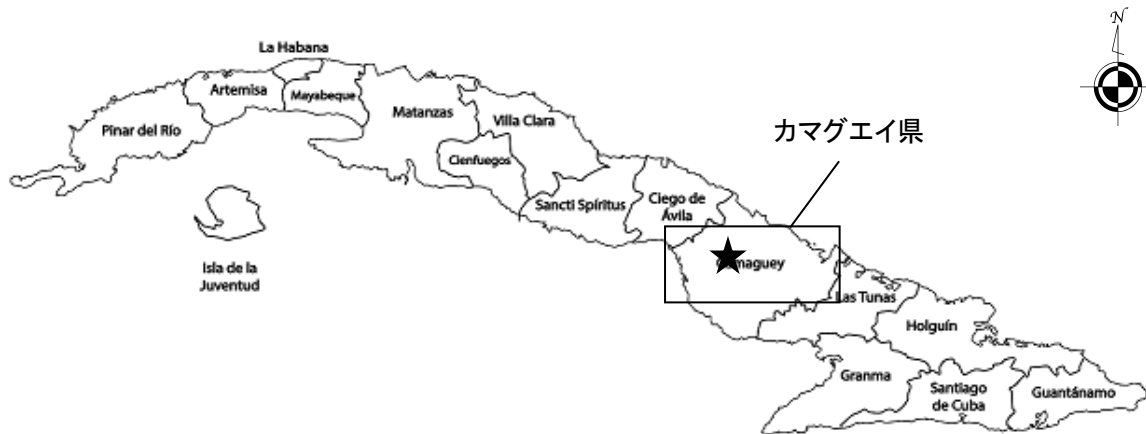 N
La Habana
Artemisa
Mayabeque
Pinar del Río
Matanzas
Villa Clara
カマグエイ県
Cienfuegos
Ciego de
Ávila
Sancti Spíritus
Isla de la
Juventud
maguey
Las Tunas
Holguín
Granma
Santiago
de Cuba
Guantánamo